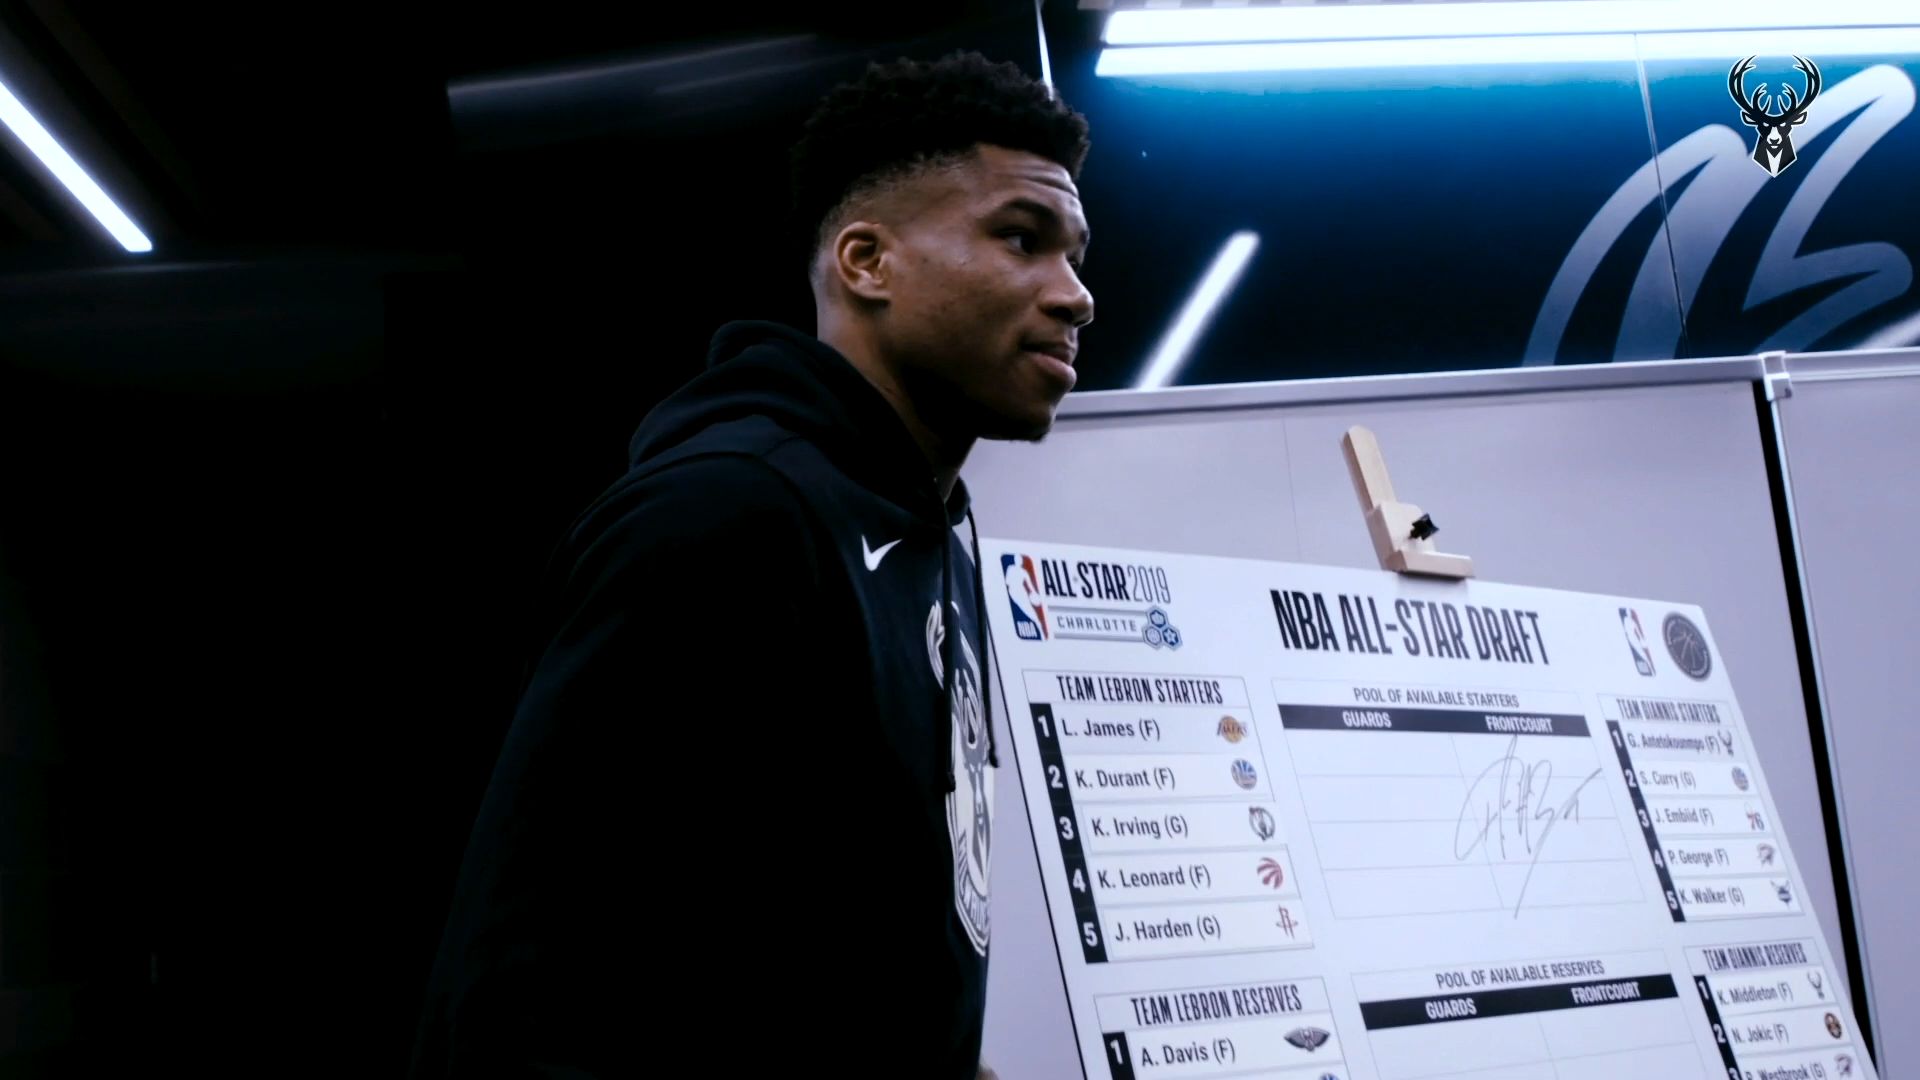 ALL-STAR 2019
CHARLOTTE
NBA
NBA ALL-STAR DRAFT
TEAM LEBRON STARTERS
1 L. James (F)
2 K. Durant (F)
3 K. Irving (G)
4 K. Leonard (F)
5 J. Harden (G)
TEAM LEBRON RESERVES
1 A. Davis (F)
POOL OF AVAILABLE STARTERS
GUARDS FRONTCOURT
POOL OF AVAILABLE RESERVES
GUARDS FRONTCOURT
TEAM GIANNIS STARTERS
1 G. Antetokounmpo (F)
2 S. Curry (G)
3 J. Embiid (F)
4 P. George (F)
5 K. Walker (G)
TEAM GIANNIS RESERVES
1 K. Middleton (F)
2 N. Jokic (F)
3 R. Westbrook (G)